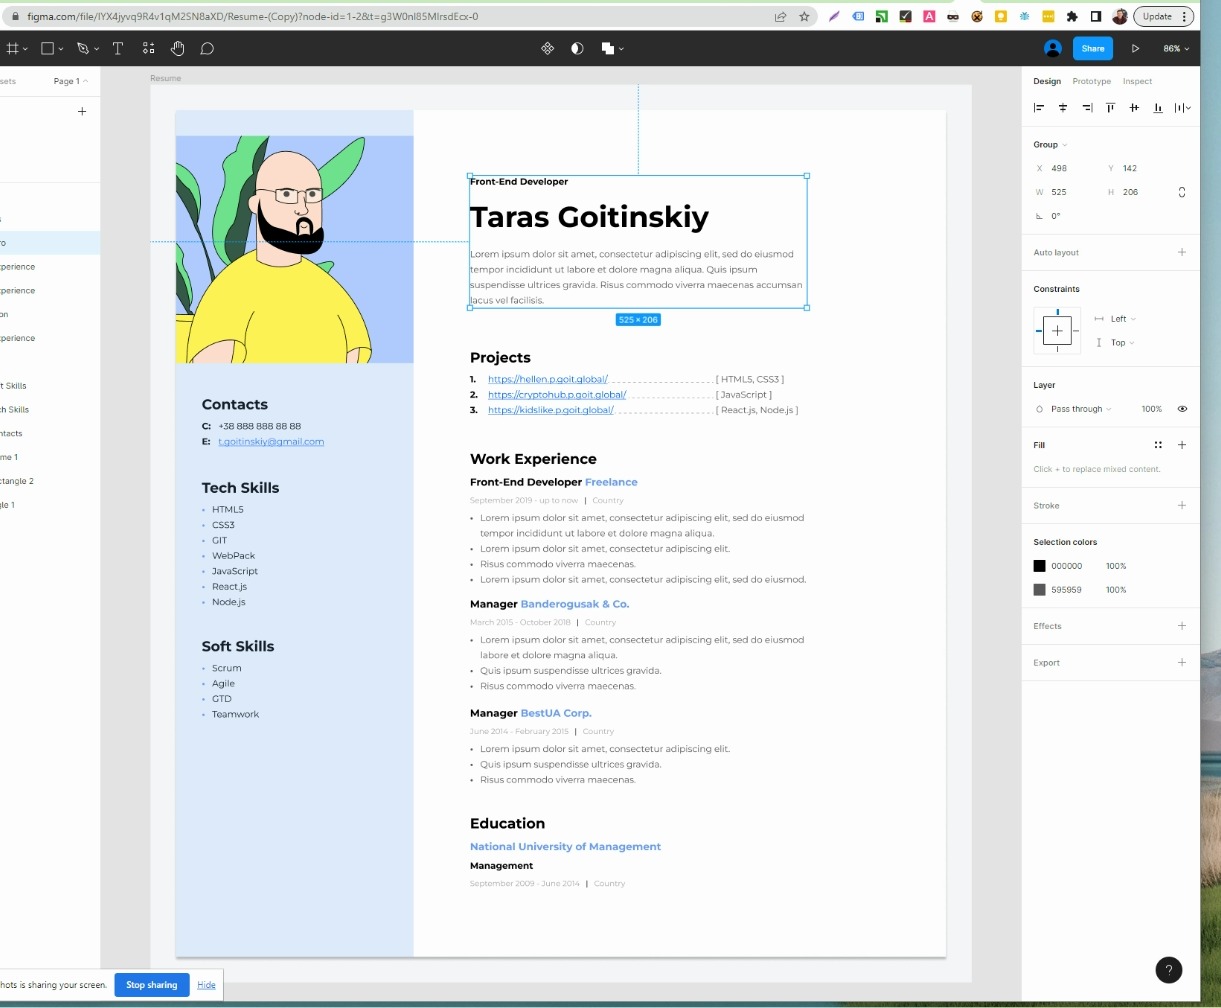 figma.com/file/IYX4jyvq9R4v1qM2SN8aXD/Resume-(Copy)?node-id=1-2&t=g3W0nI85MIrsdEcx-0
Update
Share
86%
sets
Page 1
Resume
Design
Prototype
Inspect
Group
X 498
Y 142
W 525
H 206
0°
Auto layout
Constraints
Left
Top
Layer
Pass through
100%
Fill
Click + to replace mixed content.
Stroke
Selection colors
000000 100%
595959 100%
Effects
Export
s
ro
xperience
xperience
on
xperience
ft Skills
ch Skills
ntacts
me 1
ctangle 2
gle 1
Front-End Developer
Taras Goitinskiy
Lorem ipsum dolor sit amet, consectetur adipiscing elit, sed do eiusmod
tempor incididunt ut labore et dolore magna aliqua. Quis ipsum
suspendisse ultrices gravida. Risus commodo viverra maecenas accumsan
lacus vel facilisis.
525 × 206
Contacts
C: +38 888 888 88 88
E: t.goitinskiy@gmail.com
Tech Skills
• HTML5
• CSS3
• GIT
• WebPack
• JavaScript
• React.js
• Node.js
Soft Skills
• Scrum
• Agile
• GTD
• Teamwork
Projects
1. https://hellen.p.goit.global/ [ HTML5, CSS3 ]
2. https://cryptohub.p.goit.global/ [ JavaScript ]
3. https://kidslike.p.goit.global/ [ React.js, Node.js ]
Work Experience
Front-End Developer Freelance
September 2019 - up to now | Country
• Lorem ipsum dolor sit amet, consectetur adipiscing elit, sed do eiusmod
tempor incididunt ut labore et dolore magna aliqua.
• Lorem ipsum dolor sit amet, consectetur adipiscing elit.
• Risus commodo viverra maecenas.
• Lorem ipsum dolor sit amet, consectetur adipiscing elit, sed do eiusmod.
Manager Banderogusak & Co.
March 2015 - October 2018 | Country
• Lorem ipsum dolor sit amet, consectetur adipiscing elit, sed do eiusmod
labore et dolore magna aliqua.
• Quis ipsum suspendisse ultrices gravida.
• Risus commodo viverra maecenas.
Manager BestUA Corp.
June 2014 - February 2015 | Country
• Lorem ipsum dolor sit amet, consectetur adipiscing elit.
• Quis ipsum suspendisse ultrices gravida.
• Risus commodo viverra maecenas.
Education
National University of Management
Management
September 2009 - June 2014 | Country
hots is sharing your screen.
Stop sharing
Hide
?